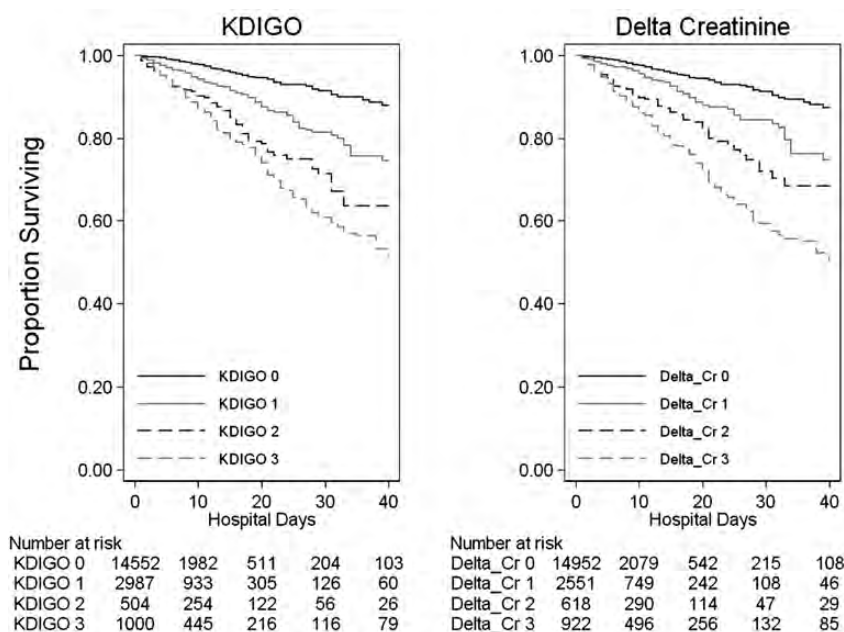 KDIGO
Delta Creatinine
Proportion Surviving
1.00
0.80
0.60
0.40
0.20
0.00
KDIGO 0
KDIGO 1
KDIGO 2
KDIGO 3
0 10 20 30 40
Hospital Days
1.00
0.80
0.60
0.40
0.20
0.00
Delta_Cr 0
Delta_Cr 1
Delta_Cr 2
Delta_Cr 3
0 10 20 30 40
Hospital Days
Number at risk
KDIGO 0 14552 1982 511 204 103
KDIGO 1 2987 933 305 126 60
KDIGO 2 504 254 122 56 26
KDIGO 3 1000 445 216 116 79
Number at risk
Delta_Cr 0 14952 2079 542 215 108
Delta_Cr 1 2551 749 242 108 46
Delta_Cr 2 618 290 114 47 29
Delta_Cr 3 922 496 256 132 85